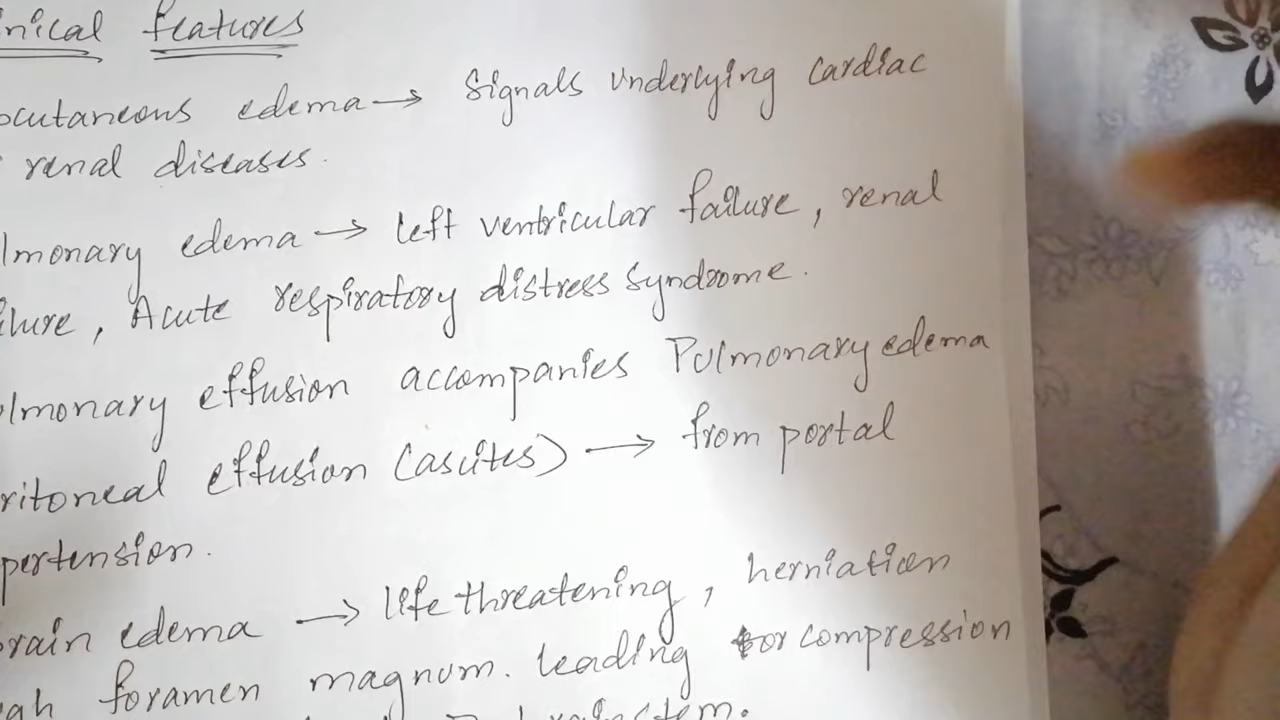 nical features
ocutaneous edema → Signals underlying cardiac
renal diseases.
lmonary edema → left ventricular failure, renal
ilure, Acute respiratory distress syndrome.
lmonary effusion accompanies Pulmonary edema
ritoneal effusion (ascites) → from portal
pertension.
rain edema → life threatening, herniation
foramen magnum. leading or compression